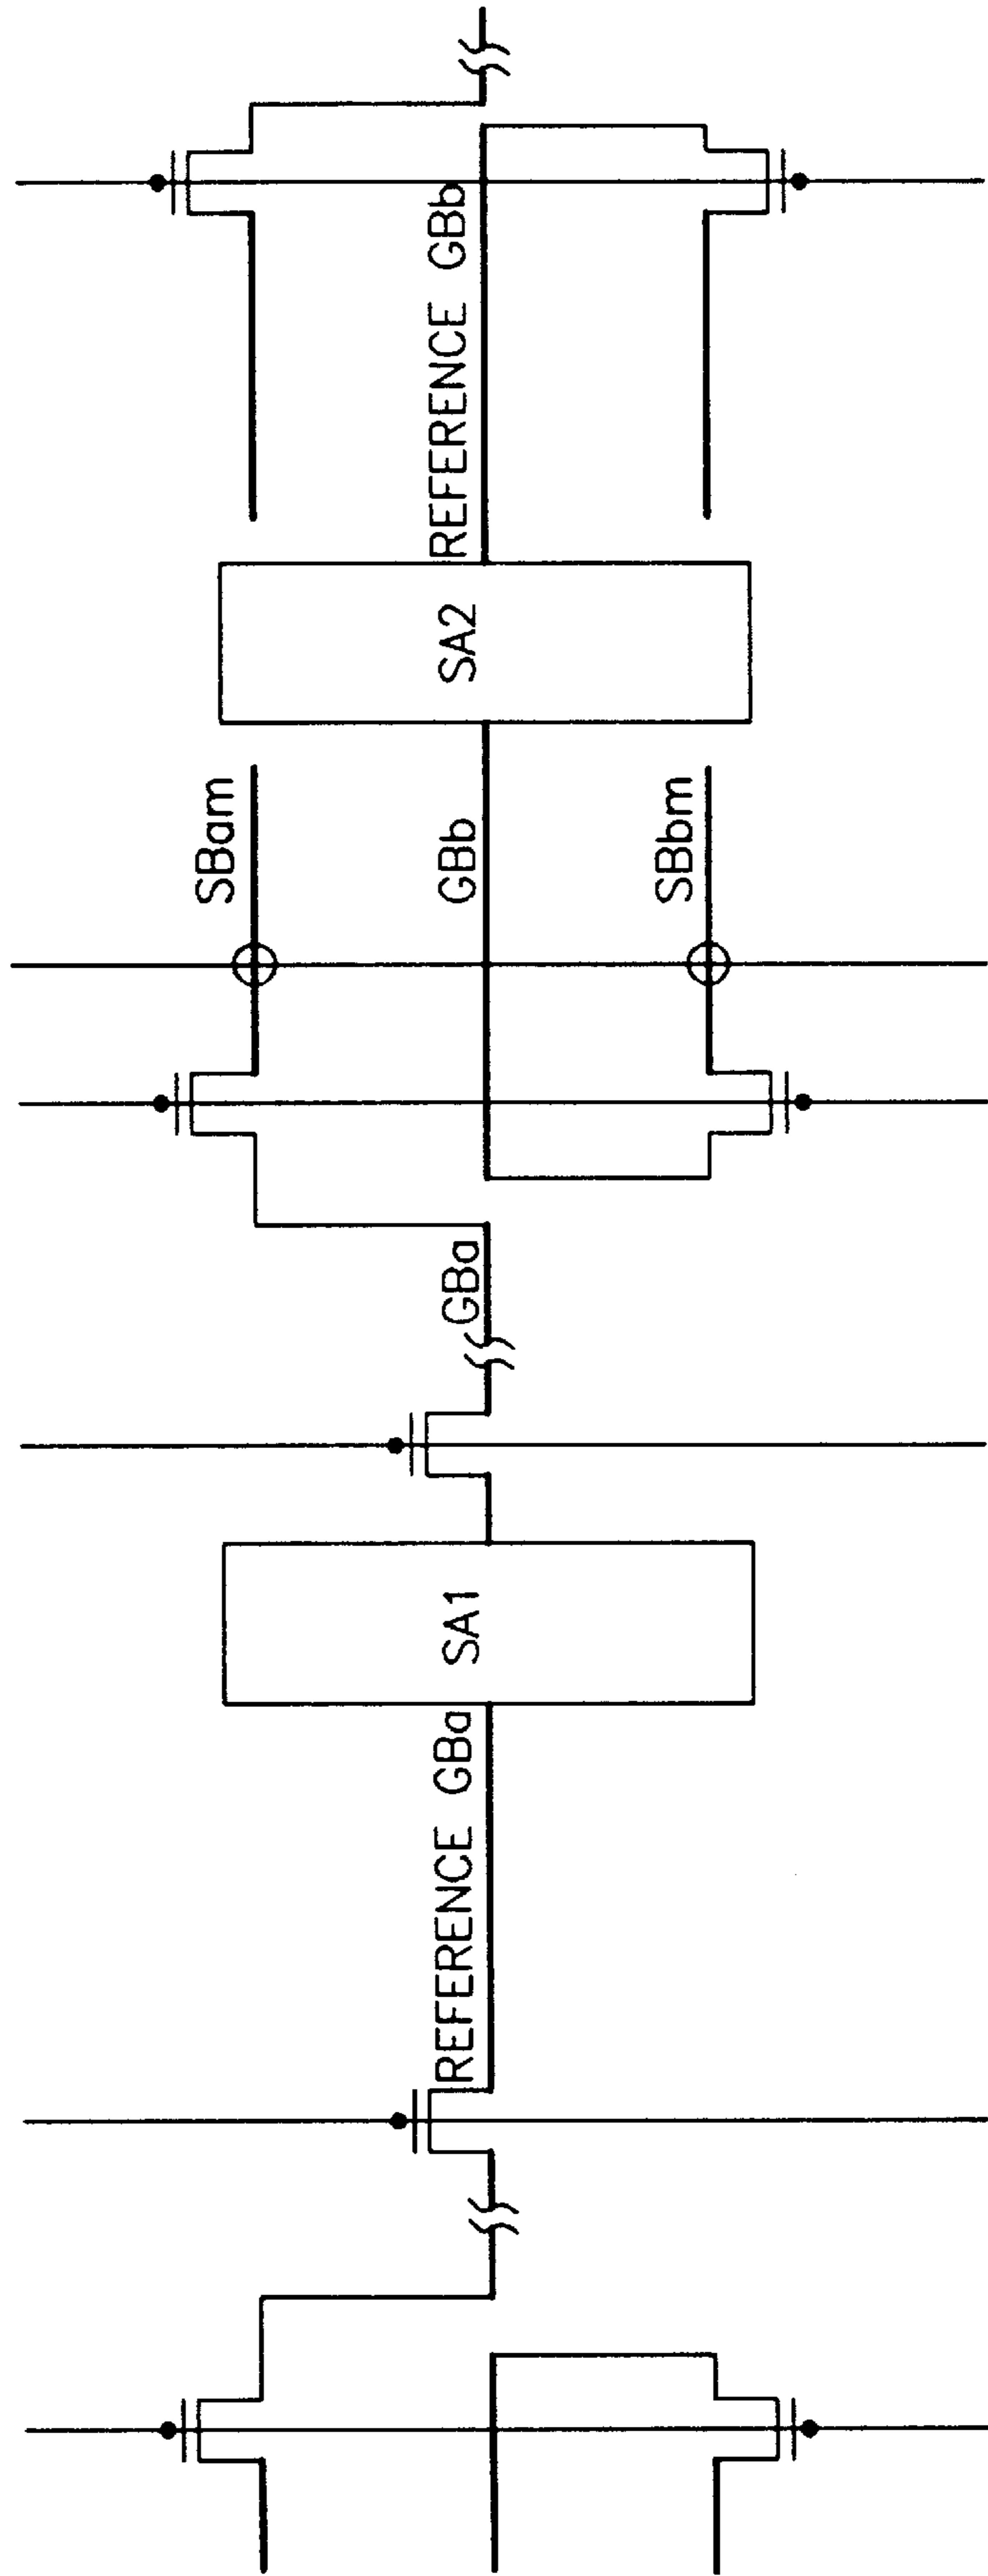 REFERENCE GBa
SA1
GBa
SBam
GBb
SBbm
SA2
REFERENCE GBb